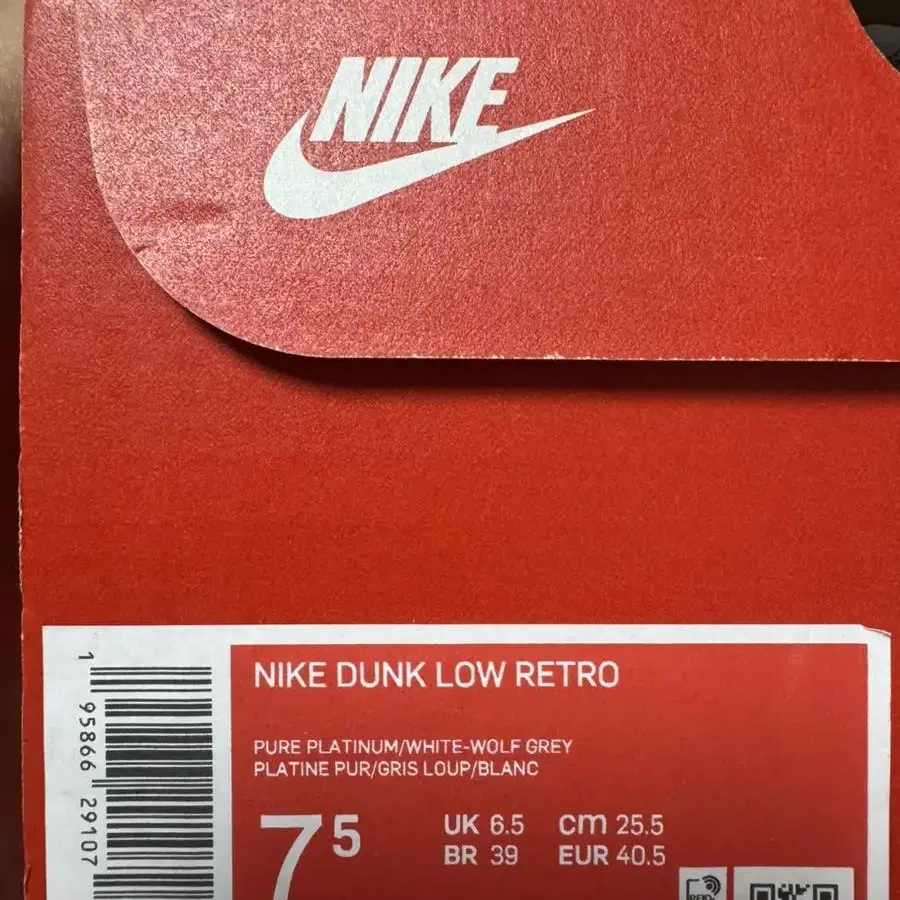 NIKE
NIKE DUNK LOW RETRO
PURE PLATINUM/WHITE-WOLF GREY
PLATINE PUR/GRIS LOUP/BLANC
7 5
UK 6.5 cm 25.5
BR 39 EUR 40.5
1 95866 29107